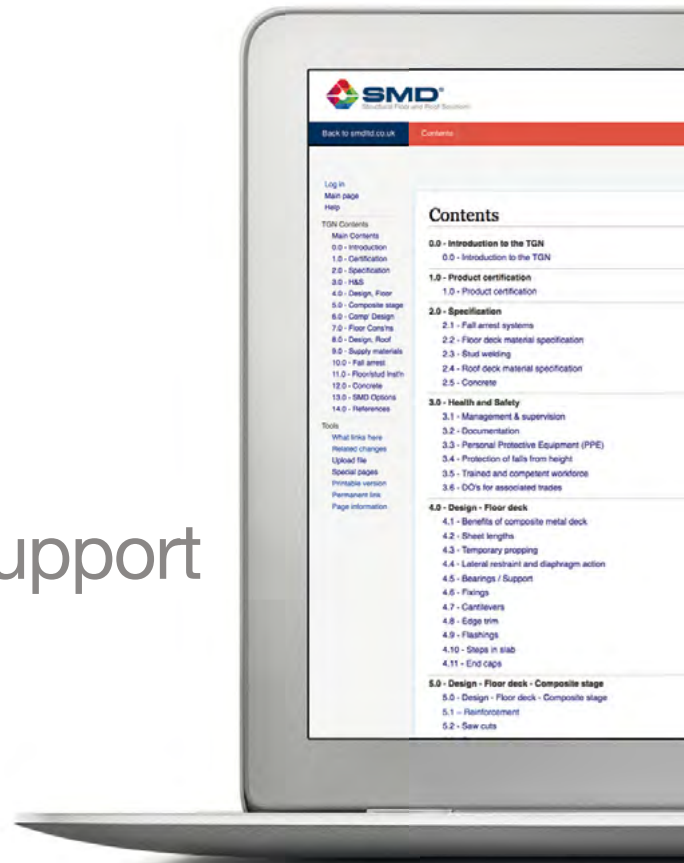 SMD®
Structural Floor and Roof Solutions
Back to smdltd.co.uk
Contents
Log in
Main page
Help
TGN Contents
Main Contents
0.0 - Introduction
1.0 - Certification
2.0 - Specification
3.0 - H&S
4.0 - Design, Floor
5.0 - Composite stage
6.0 - Comp' Design
7.0 - Floor Cons'ns
8.0 - Design, Roof
9.0 - Supply materials
10.0 - Fall arrest
11.0 - Floor/stud Inst'n
12.0 - Concrete
13.0 - SMD Options
14.0 - References
Tools
What links here
Related changes
Upload file
Special pages
Printable version
Permanent link
Page information
Contents
0.0 - Introduction to the TGN
0.0 - Introduction to the TGN
1.0 - Product certification
1.0 - Product certification
2.0 - Specification
2.1 - Fall arrest systems
2.2 - Floor deck material specification
2.3 - Stud welding
2.4 - Roof deck material specification
2.5 - Concrete
3.0 - Health and Safety
3.1 - Management & supervision
3.2 - Documentation
3.3 - Personal Protective Equipment (PPE)
3.4 - Protection of falls from height
3.5 - Trained and competent workforce
3.6 - DO's for associated trades
4.0 - Design - Floor deck
4.1 - Benefits of composite metal deck
4.2 - Sheet lengths
4.3 - Temporary propping
4.4 - Lateral restraint and diaphragm action
4.5 - Bearings / Support
4.6 - Fixings
4.7 - Cantilevers
4.8 - Edge trim
4.9 - Flashings
4.10 - Steps in slab
4.11 - End caps
5.0 - Design - Floor deck - Composite stage
5.0 - Design - Floor deck - Composite stage
5.1 – Reinforcement
5.2 - Saw cuts
upport